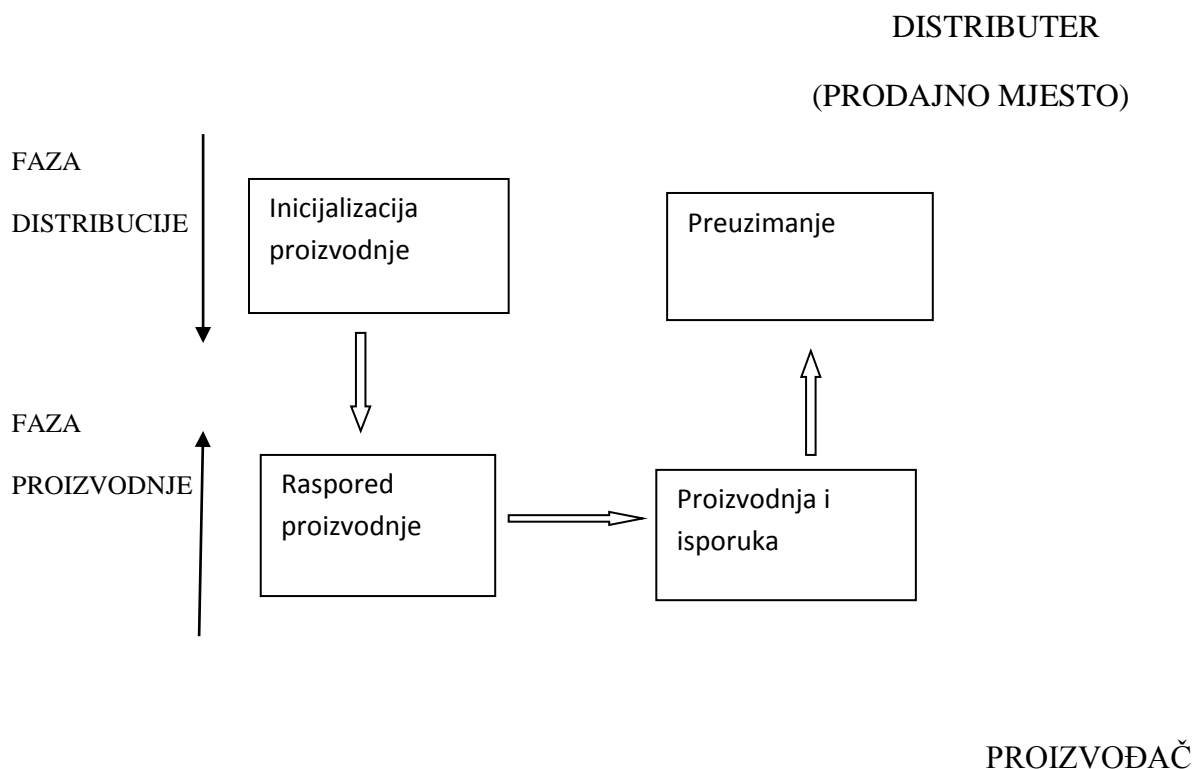 DISTRIBUTER
(PRODAJNO MJESTO)
FAZA
DISTRIBUCIJE
Inicijalizacija
proizvodnje
Preuzimanje
FAZA
PROIZVODNJE
Raspored
proizvodnje
Proizvodnja i
isporuka
PROIZVOĐAČ